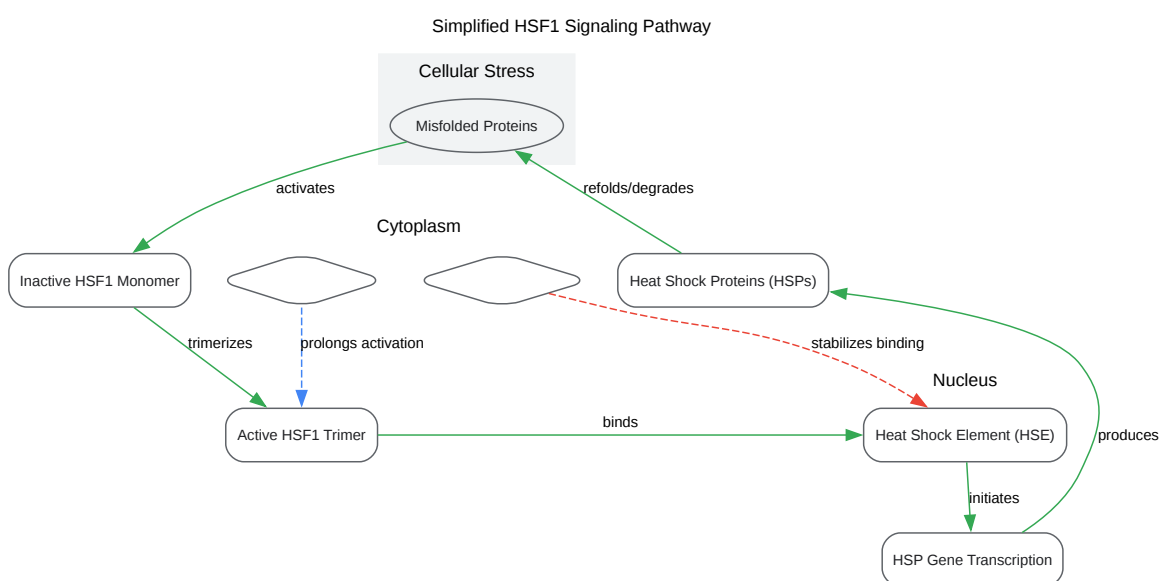 Simplified HSF1 Signaling Pathway
Cellular Stress
Misfolded Proteins
activates
refolds/degrades
Cytoplasm
Inactive HSF1 Monomer
Heat Shock Proteins (HSPs)
trimerizes
prolongs activation
stabilizes binding
Nucleus
Active HSF1 Trimer
binds
Heat Shock Element (HSE)
produces
initiates
HSP Gene Transcription